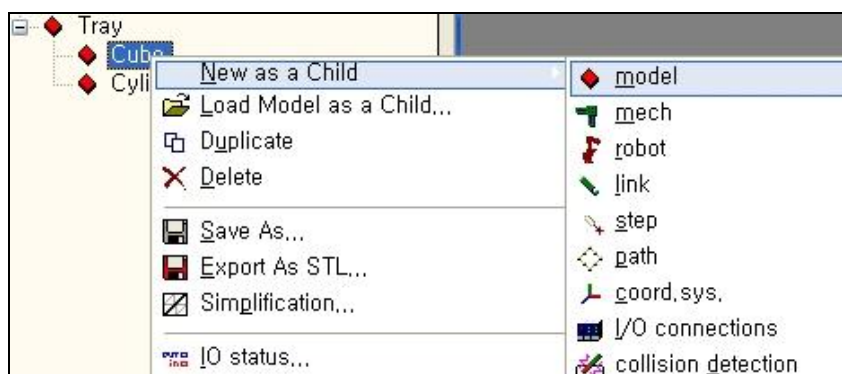 Tray
Cube
Cyli
New as a Child
Load Model as a Child...
Duplicate
Delete
Save As...
Export As STL...
Simplification...
IO status...
model
mech
robot
link
step
path
coord.sys.
I/O connections
collision detection